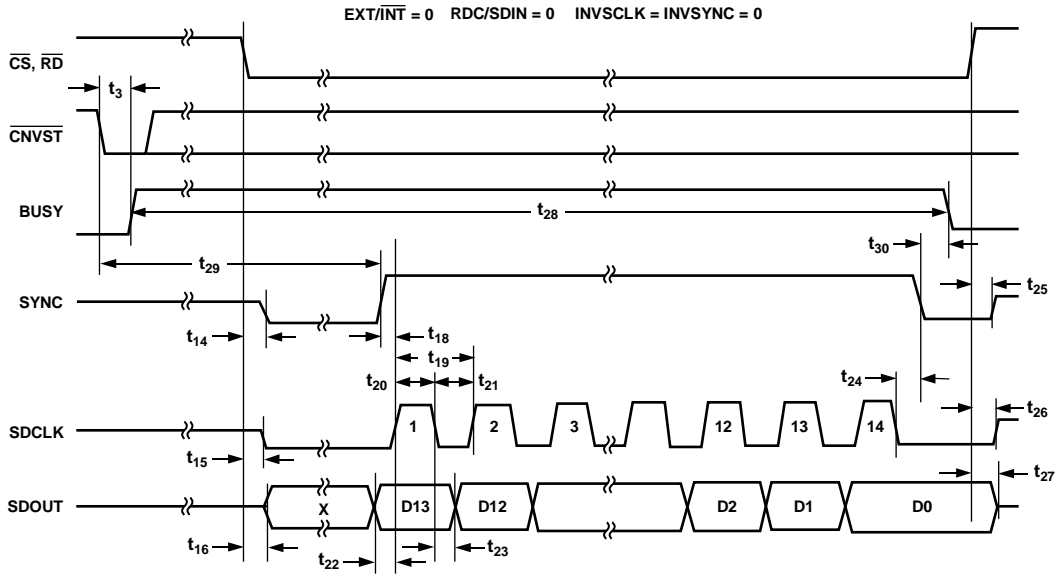 EXT/INT = 0 RDC/SDIN = 0 INVSCLK = INVSYNC = 0
CS, RD
t3
CNVST
BUSY
t28
t30
t29
t25
SYNC
t14
t18
t19
t20
t21
t24
t26
SDCLK
1
2
3
12
13
14
t15
t27
SDOUT
X
D13
D12
D2
D1
D0
t16
t22
t23